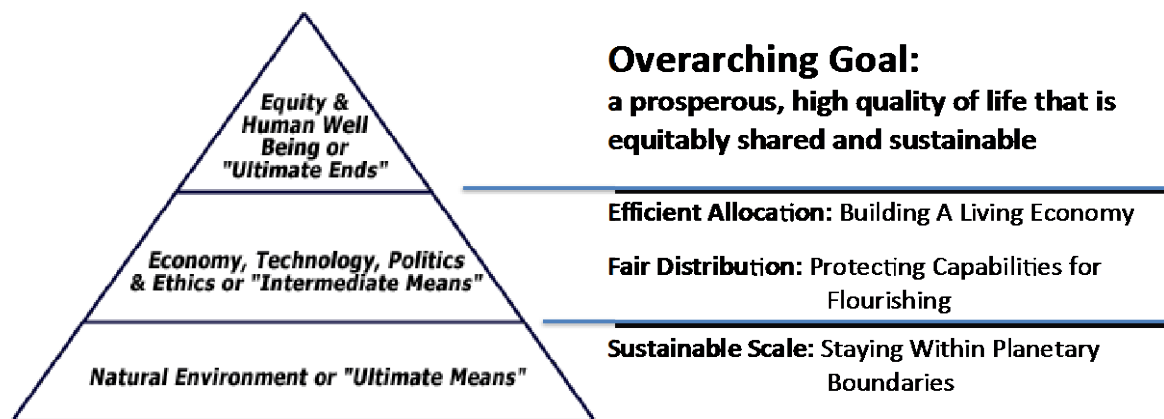 Equity &
Human Well
Being or
"Ultimate Ends"
Economy, Technology, Politics
& Ethics or "Intermediate Means"
Natural Environment or "Ultimate Means"
Overarching Goal:
a prosperous, high quality of life that is
equitably shared and sustainable
Efficient Allocation: Building A Living Economy
Fair Distribution: Protecting Capabilities for
Flourishing
Sustainable Scale: Staying Within Planetary
Boundaries